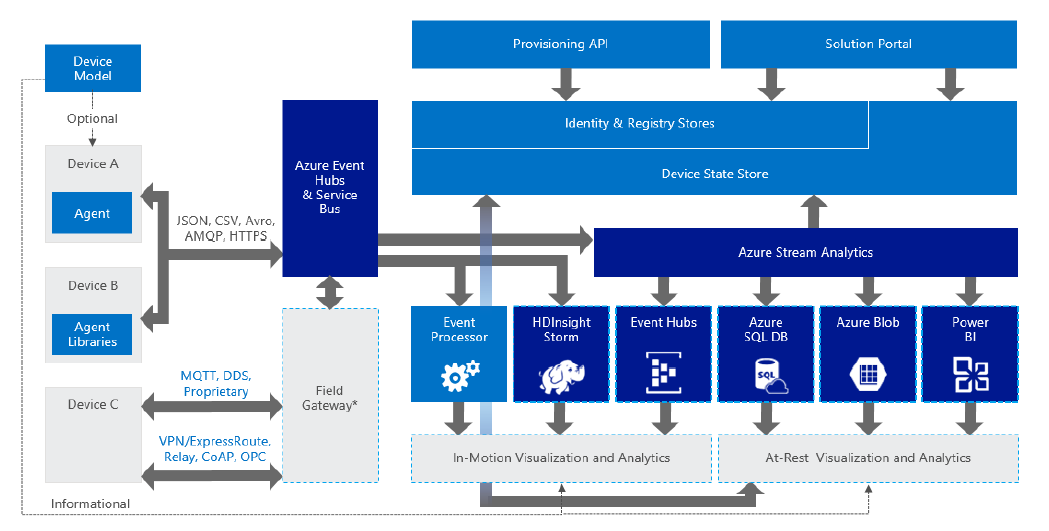 Provisioning API
Solution Portal
Device
Model
Optional
Identity & Registry Stores
Device State Store
Device A
Agent
Azure Event
Hubs
& Service
Bus
JSON, CSV, Avro,
AMQP, HTTPS
Azure Stream Analytics
Device B
Agent
Libraries
Event
Processor
HDInsight
Storm
Event Hubs
Azure
SQL DB
SQL
Azure Blob
Power
BI
Device C
MQTT, DDS,
Proprietary
Field
Gateway*
VPN/ExpressRoute,
Relay, CoAP, OPC
In-Motion Visualization and Analytics
At-Rest Visualization and Analytics
Informational